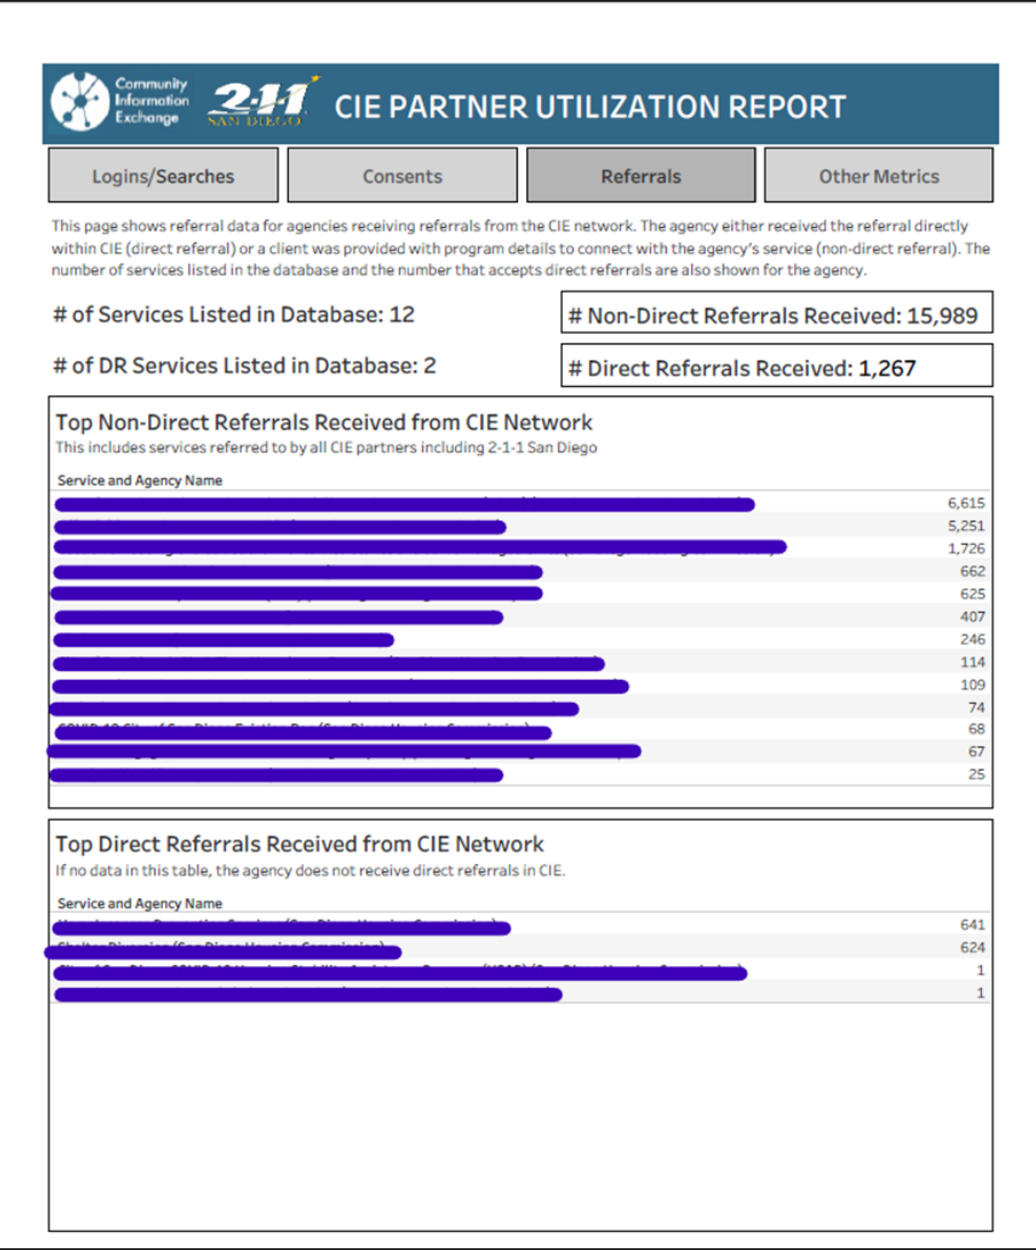 Community
Information
Exchange
2-1-1
SAN DIEGO
CIE PARTNER UTILIZATION REPORT
Logins/Searches Consents Referrals Other Metrics
This page shows referral data for agencies receiving referrals from the CIE network. The agency either received the referral directly
within CIE (direct referral) or a client was provided with program details to connect with the agency's service (non-direct referral). The
number of services listed in the database and the number that accepts direct referrals are also shown for the agency.
# of Services Listed in Database: 12 # Non-Direct Referrals Received: 15,989
# of DR Services Listed in Database: 2 # Direct Referrals Received: 1,267
Top Non-Direct Referrals Received from CIE Network
This includes services referred to by all CIE partners including 2-1-1 San Diego
Service and Agency Name
6,615
5,251
1,726
662
625
407
246
114
109
74
68
67
25
Top Direct Referrals Received from CIE Network
If no data in this table, the agency does not receive direct referrals in CIE.
Service and Agency Name
641
624
1
1